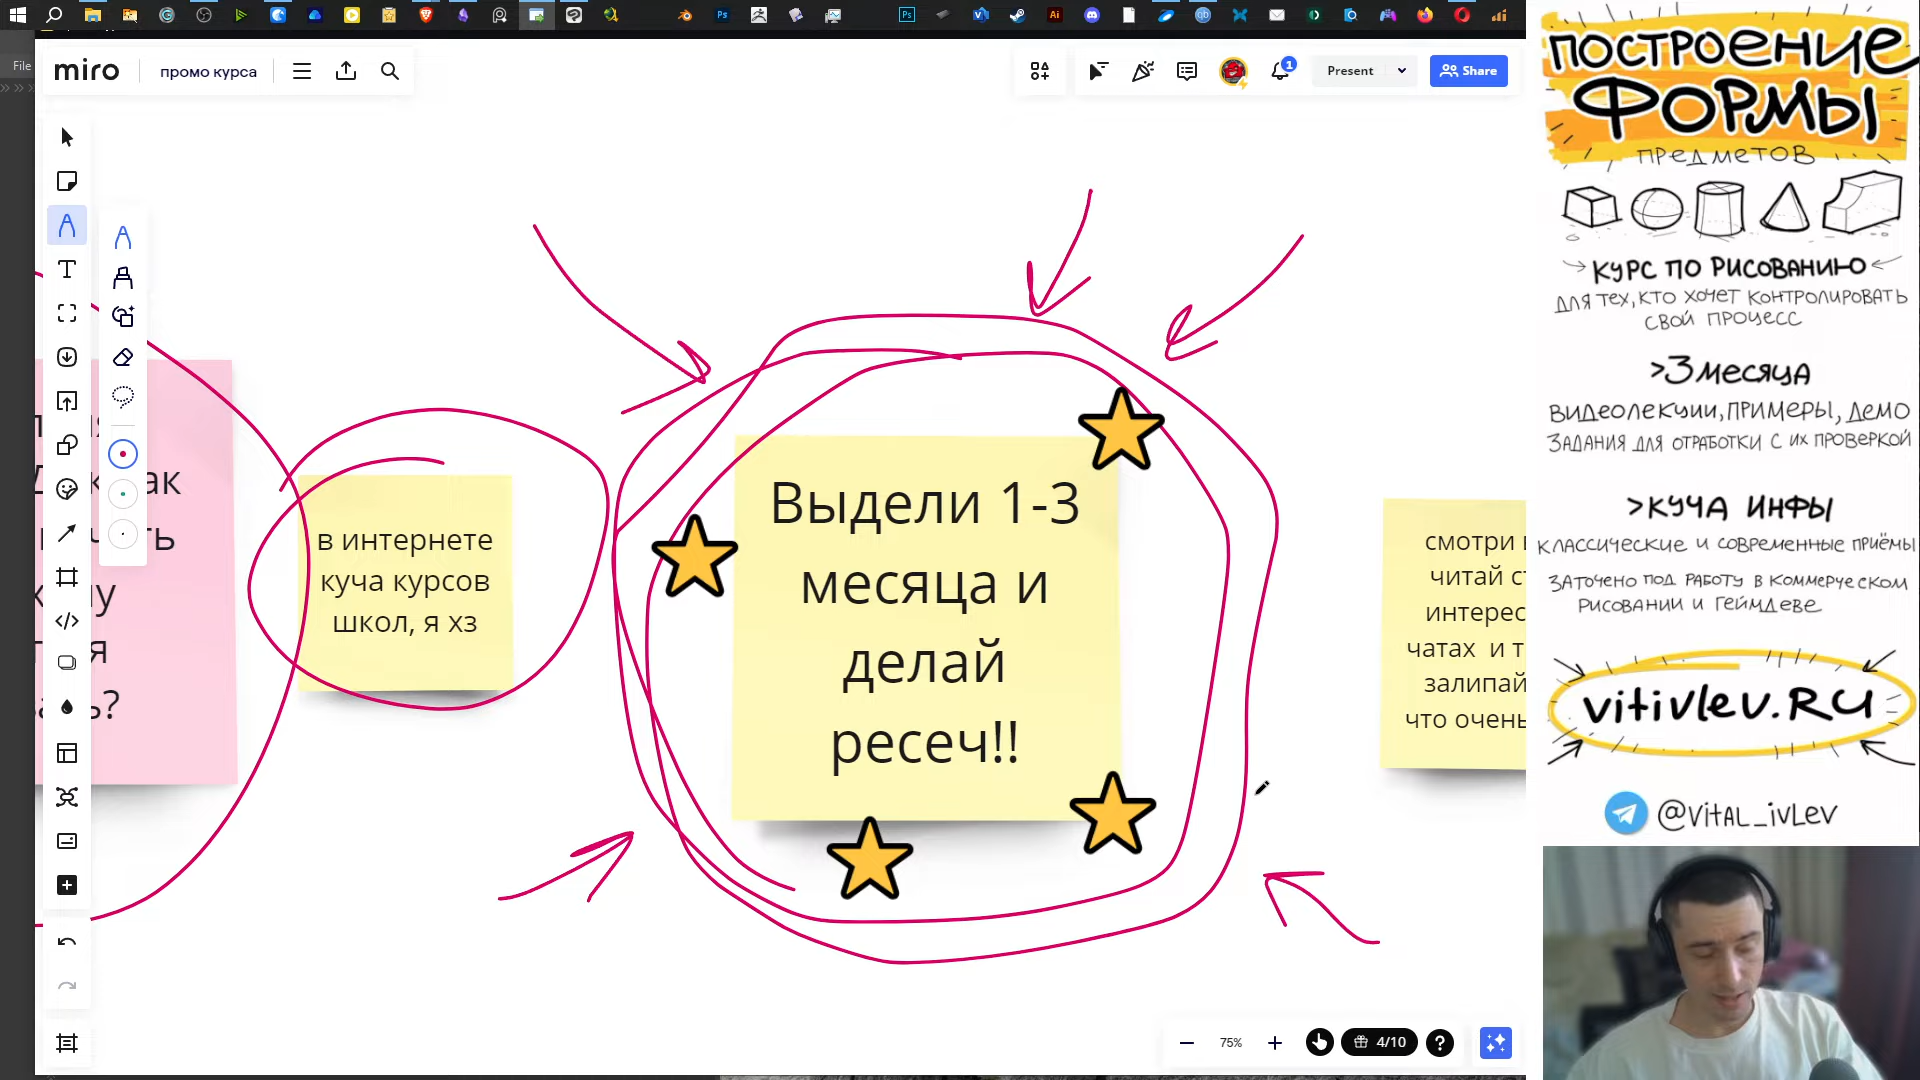 File
miro
промо курса
1
Present
Share
ак
ть
у
я
ь?
в интернете
куча курсов
школ, я хз
Выдели 1-3
месяца и
делай
ресеч!!
смотри
читай
интерес
чатах и т
залипай
что очень
75%
4/10
?
ПОСТРОЕНИЕ
ФОРМЫ
ПРЕДМЕТОВ
КУРС ПО РИСОВАНИЮ
ДЛЯ ТЕХ, КТО ХОЧЕТ КОНТРОЛИРОВАТЬ
СВОЙ ПРОЦЕСС
>3 месяца
ВИДЕОЛЕКЦИИ, ПРИМЕРЫ, ДЕМО
ЗАДАНИЯ ДЛЯ ОТРАБОТКИ С ИХ ПРОВЕРКОЙ
>КУЧА ИНФЫ
КЛАССИЧЕСКИЕ И СОВРЕМЕННЫЕ ПРИЁМЫ
ЗАТОЧЕНО ПОД РАБОТУ В КОММЕРЧЕСКОМ
РИСОВАНИИ И ГЕЙМДЕВЕ
vitivlev.RU
@VITAL_IVLEV